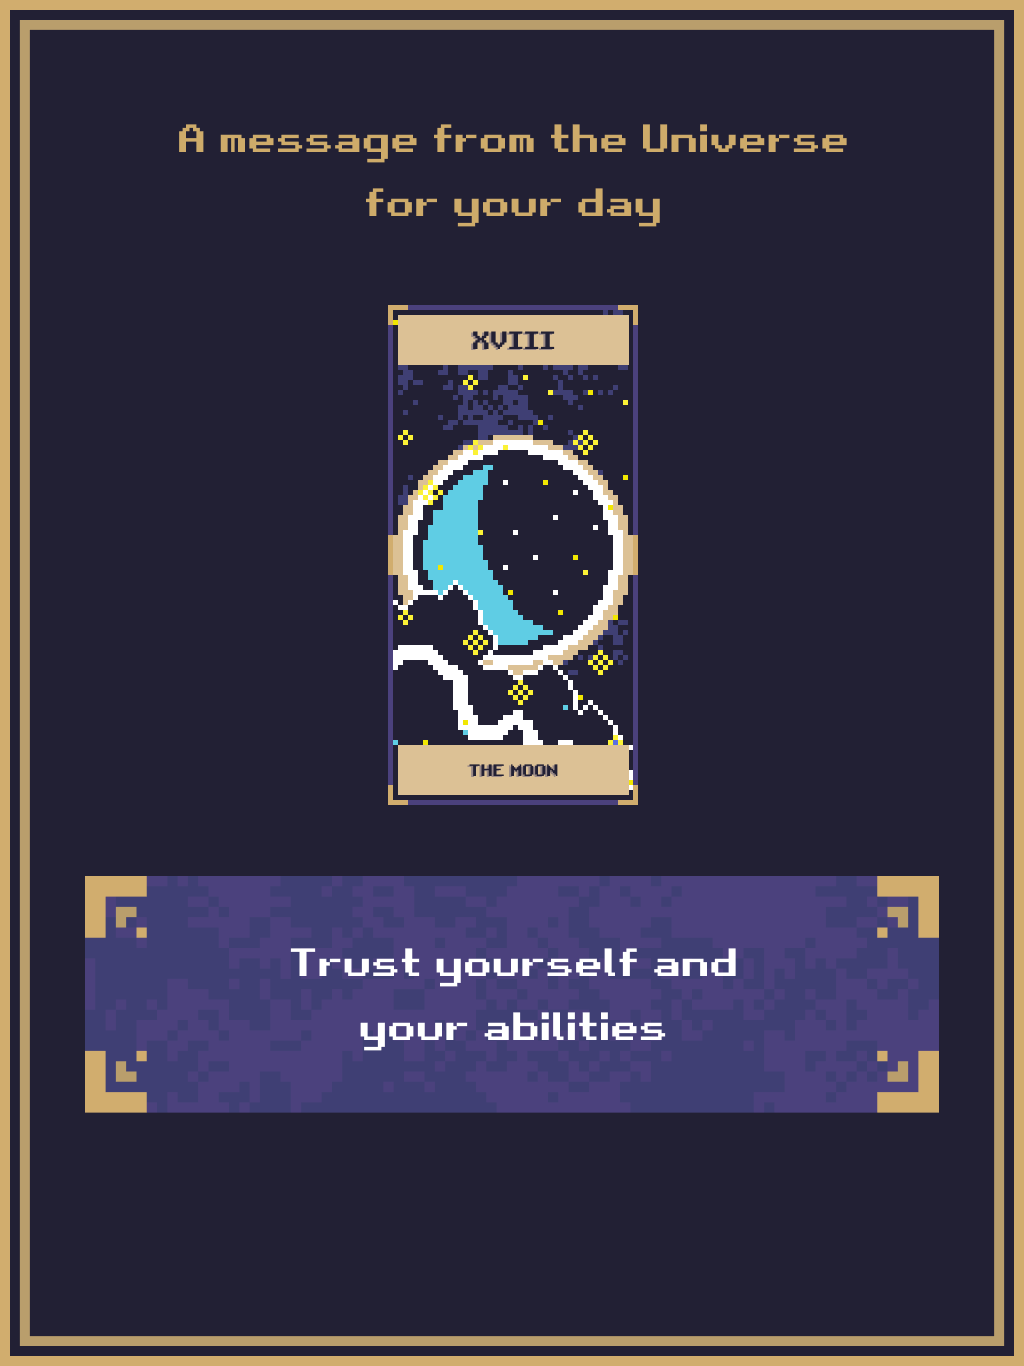 A message from the Universe
for your day
XVIII
THE MOON
Trust yourself and
your abilities